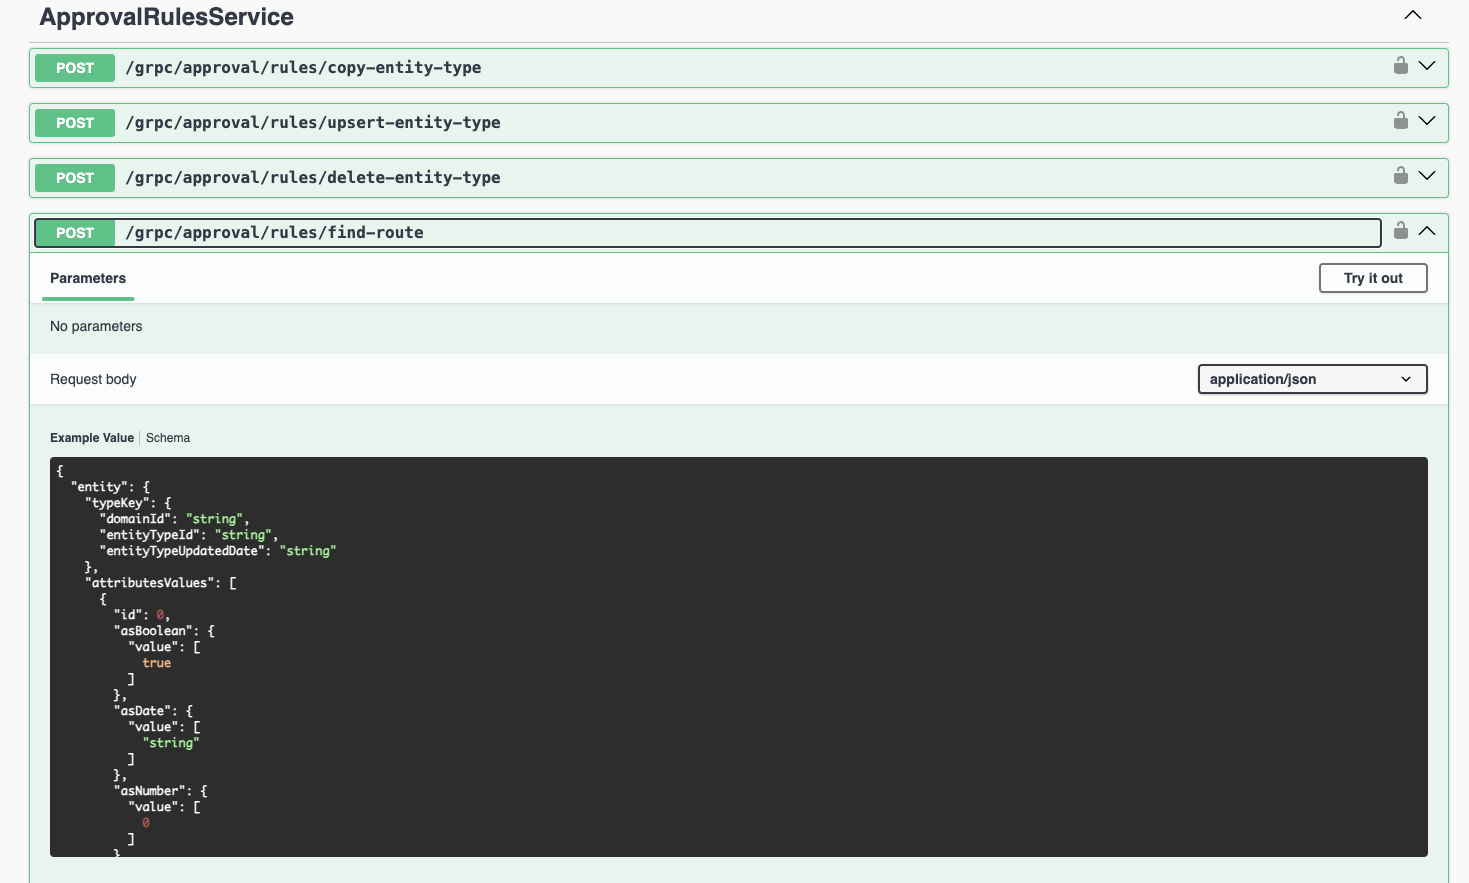 ApprovalRulesService
POST /grpc/approval/rules/copy-entity-type
POST /grpc/approval/rules/upsert-entity-type
POST /grpc/approval/rules/delete-entity-type
POST /grpc/approval/rules/find-route
Parameters
Try it out
No parameters
Request body
application/json
Example Value
Schema
{
"entity": {
"typeKey": {
"domainId": "string",
"entityTypeId": "string",
"entityTypeUpdatedDate": "string"
},
"attributesValues": [
{
"id": 0,
"asBoolean": {
"value": [
true
]
},
"asDate": {
"value": [
"string"
]
},
"asNumber": {
"value": [
0
]
}